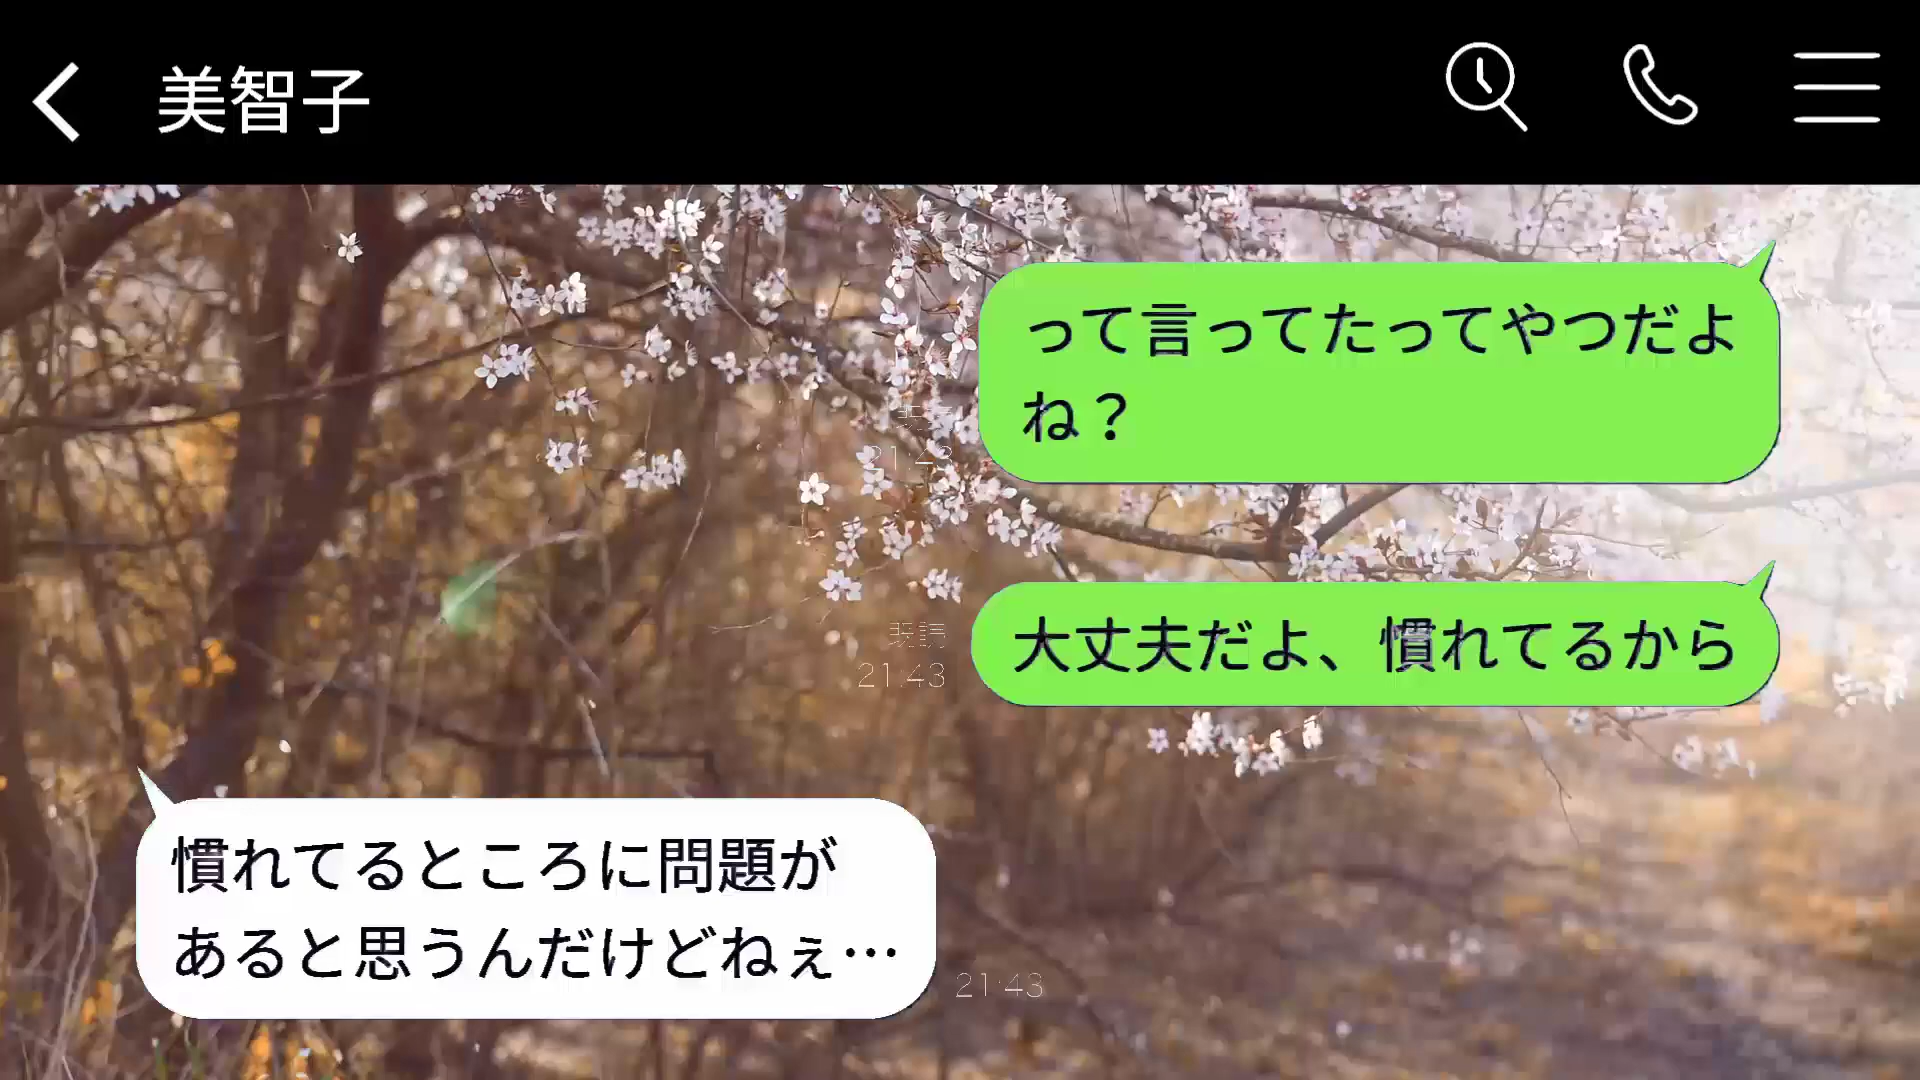 美智子
って言ってたってやつだよ
ね？
既読
21:43
大丈夫だよ、慣れてるから
既読
21:43
慣れてるところに問題が
あると思うんだけどねぇ…
21:43